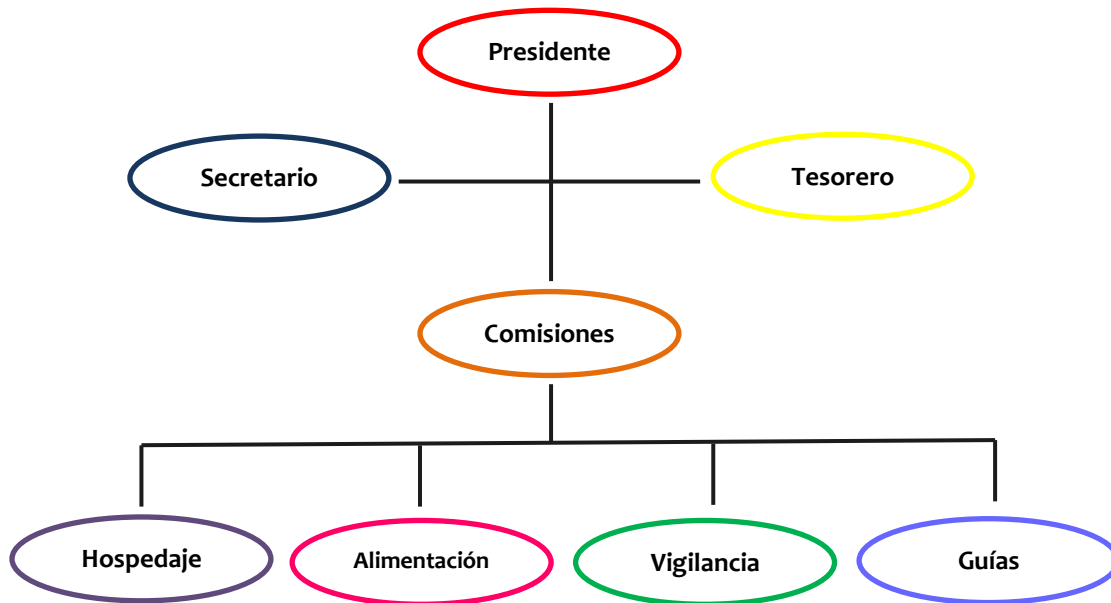 Presidente
Secretario
Tesorero
Comisiones
Hospedaje
Alimentación
Vigilancia
Guías